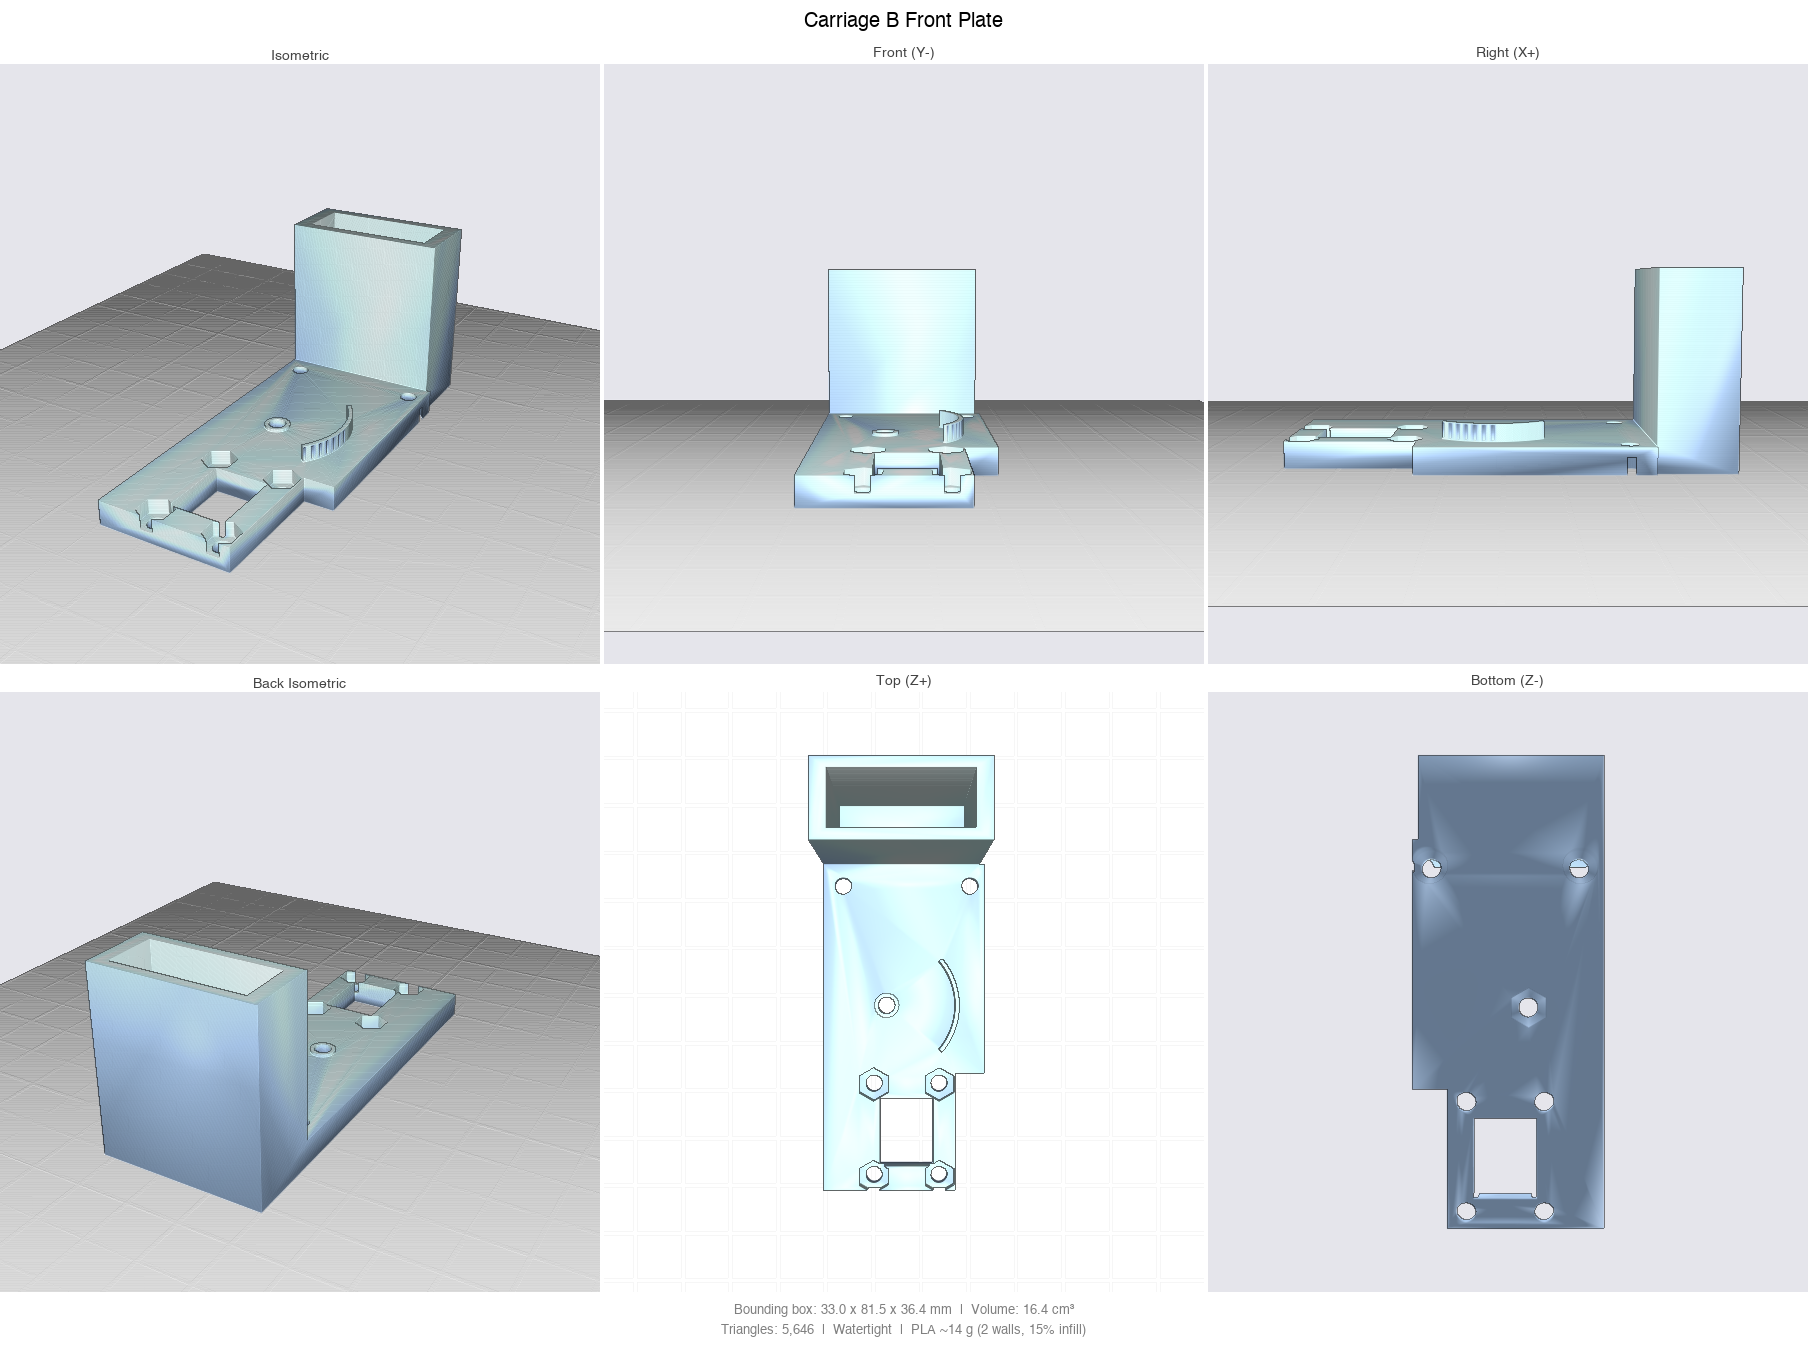 Carriage B Front Plate
Isometric
Front (Y-)
Right (X+)
Back Isometric
Top (Z+)
Bottom (Z-)
Bounding box: 33.0 x 81.5 x 36.4 mm | Volume: 16.4 cm³
Triangles: 5,646 | Watertight | PLA ~14 g (2 walls, 15% infill)